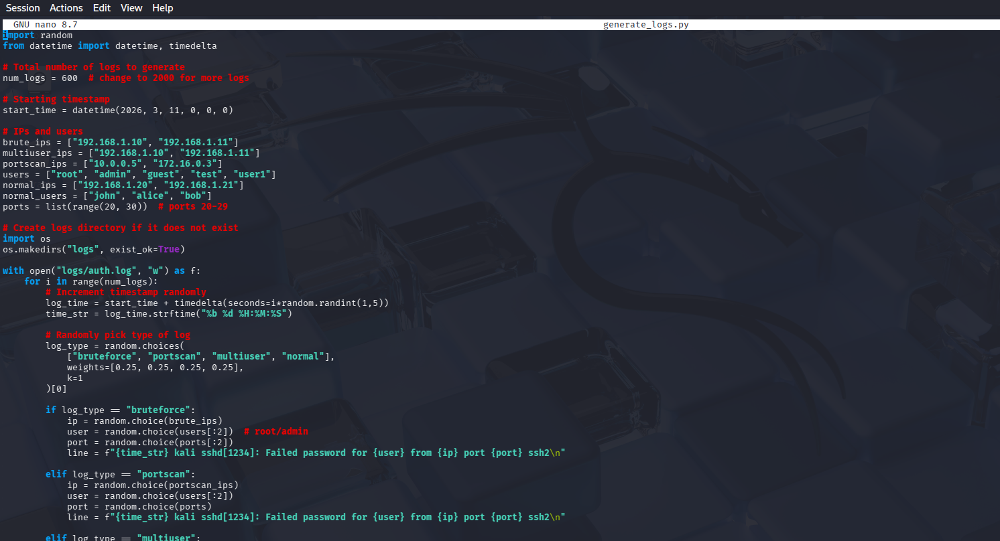 Session Actions Edit View Help
GNU nano 8.7 generate_logs.py
import random
from datetime import datetime, timedelta
# Total number of logs to generate
num_logs = 600  # change to 2000 for more logs
# Starting timestamp
start_time = datetime(2026, 3, 11, 0, 0, 0)
# IPs and users
brute_ips = ["192.168.1.10", "192.168.1.11"]
multiuser_ips = ["192.168.1.10", "192.168.1.11"]
portscan_ips = ["10.0.0.5", "172.16.0.3"]
users = ["root", "admin", "guest", "test", "user1"]
normal_ips = ["192.168.1.20", "192.168.1.21"]
normal_users = ["john", "alice", "bob"]
ports = list(range(20, 30))  # ports 20-29
# Create logs directory if it does not exist
import os
os.makedirs("logs", exist_ok=True)
with open("logs/auth.log", "w") as f:
    for i in range(num_logs):
        # Increment timestamp randomly
        log_time = start_time + timedelta(seconds=i*random.randint(1,5))
        time_str = log_time.strftime("%b %d %H:%M:%S")
        # Randomly pick type of log
        log_type = random.choices(
            ["bruteforce", "portscan", "multiuser", "normal"],
            weights=[0.25, 0.25, 0.25, 0.25],
            k=1
        )[0]
        if log_type == "bruteforce":
            ip = random.choice(brute_ips)
            user = random.choice(users[:2])  # root/admin
            port = random.choice(ports[:2])
            line = f"{time_str} kali sshd[1234]: Failed password for {user} from {ip} port {port} ssh2\n"
        elif log_type == "portscan":
            ip = random.choice(portscan_ips)
            user = random.choice(users[:2])
            port = random.choice(ports)
            line = f"{time_str} kali sshd[1234]: Failed password for {user} from {ip} port {port} ssh2\n"
        elif log_type == "multiuser":